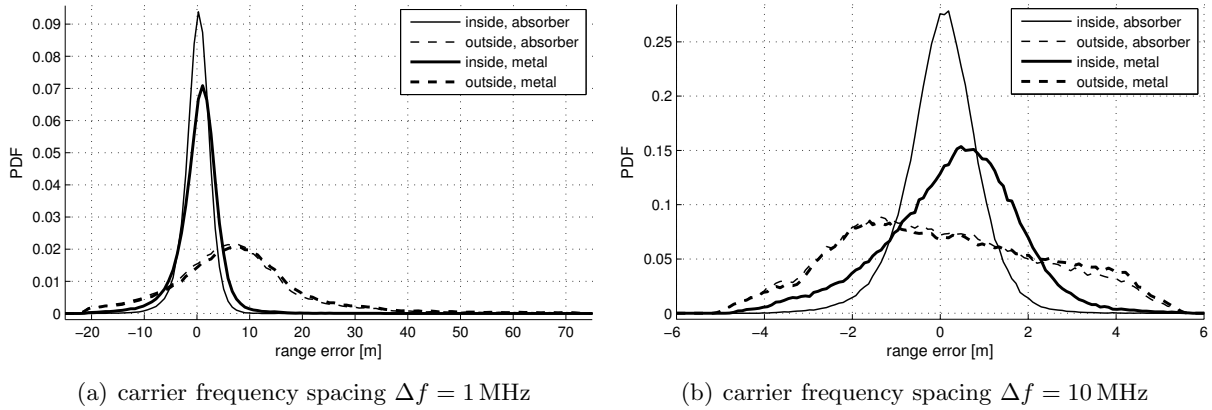 0.09
0.08
0.07
0.06
0.05
0.04
0.03
0.02
0.01
0
PDF
−20 −10 0 10 20 30 40 50 60 70
range error [m]
inside, absorber
outside, absorber
inside, metal
outside, metal
(a) carrier frequency spacing Δf = 1 MHz
0.25
0.2
0.15
0.1
0.05
0
PDF
−6 −4 −2 0 2 4 6
range error [m]
inside, absorber
outside, absorber
inside, metal
outside, metal
(b) carrier frequency spacing Δf = 10 MHz